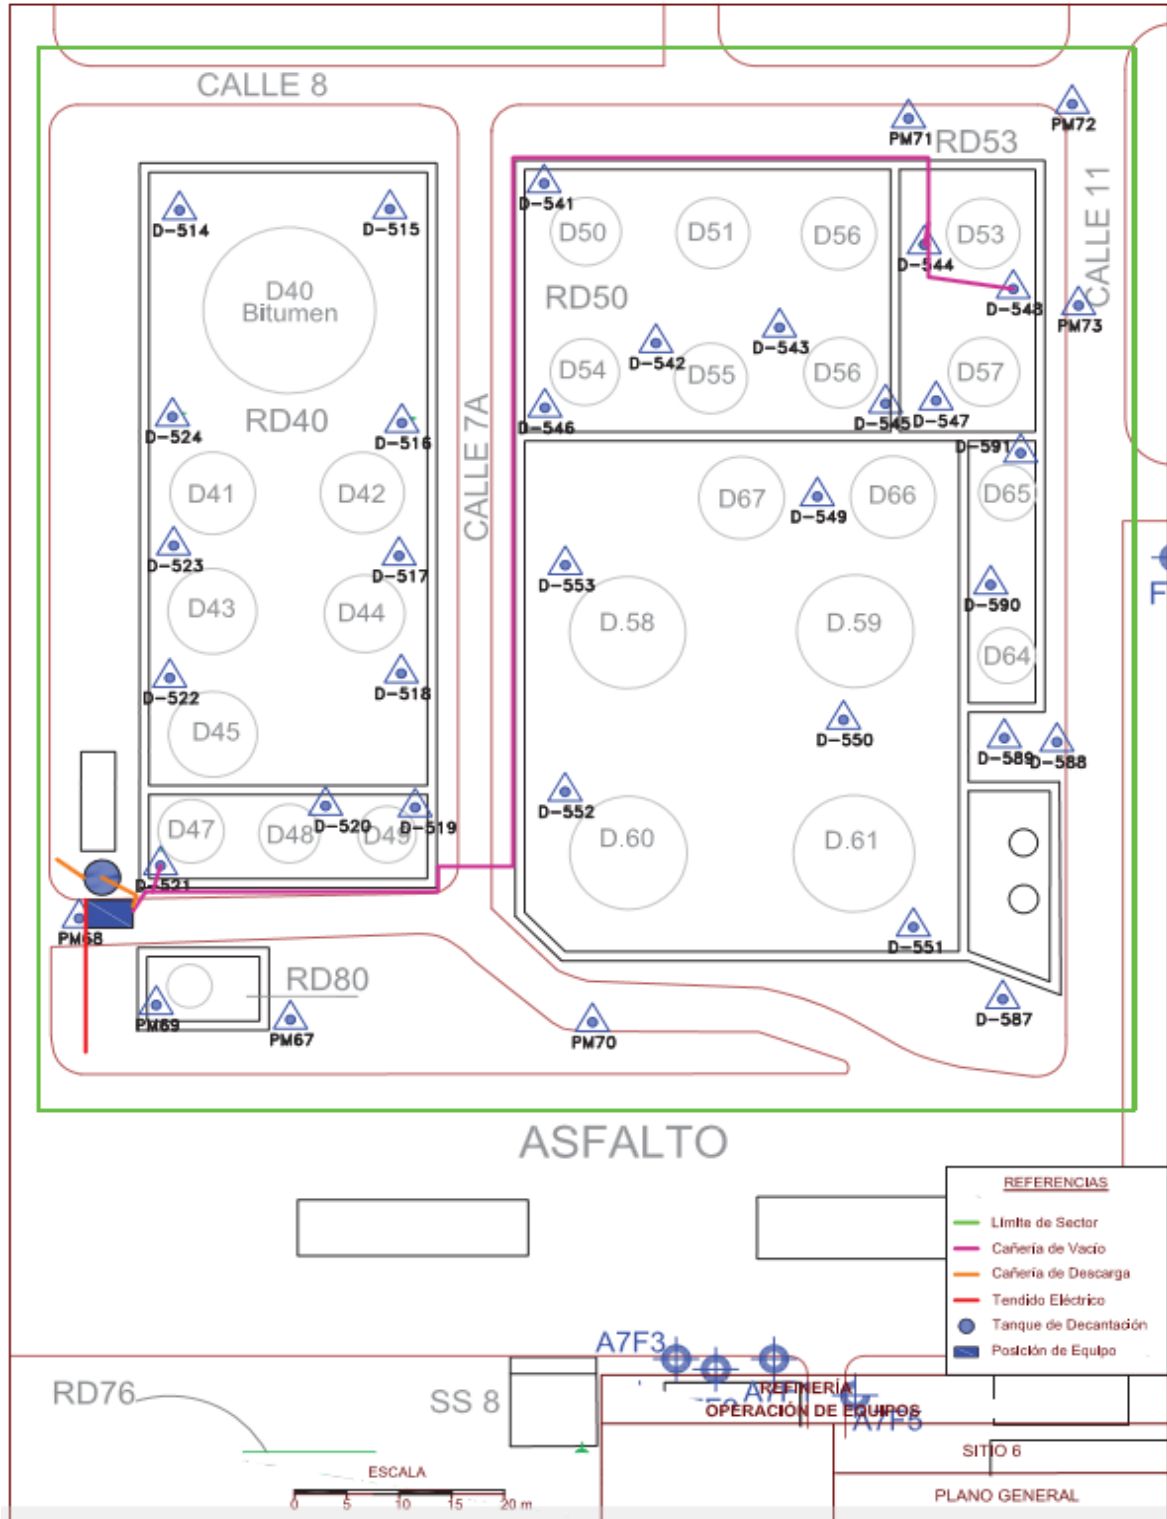 CALLE 8
PM71
PM72
RD53
CALLE 11
D-541
D-514
D-515
D50
D51
D56
D53
D-544
D-548
PM73
RD50
D40
Bitumen
D-542
D-543
D54
D55
D56
D57
D-546
D-545
D-547
D-524
RD40
D-516
CALLE 7A
D-591
D41
D42
D67
D66
D65
D-549
D-523
D-517
D-553
D-590
F
D43
D44
D.58
D.59
D64
D-522
D-518
D45
D-550
D-589
D-588
D-552
D-520
D-519
D47
D48
D49
D.60
D.61
D-521
PM68
D-551
RD80
PM69
PM67
PM70
D-587
ASFALTO
REFERENCIAS
Límite de Sector
Cañería de Vacío
Cañería de Descarga
Tendido Eléctrico
Tanque de Decantación
Posición de Equipo
A7F3
RD76
SS 8
REFINERÍA
OPERACIÓN DE EQUIPOS
A7F5
SITIO 6
PLANO GENERAL
ESCALA
0 5 10 15 20 m